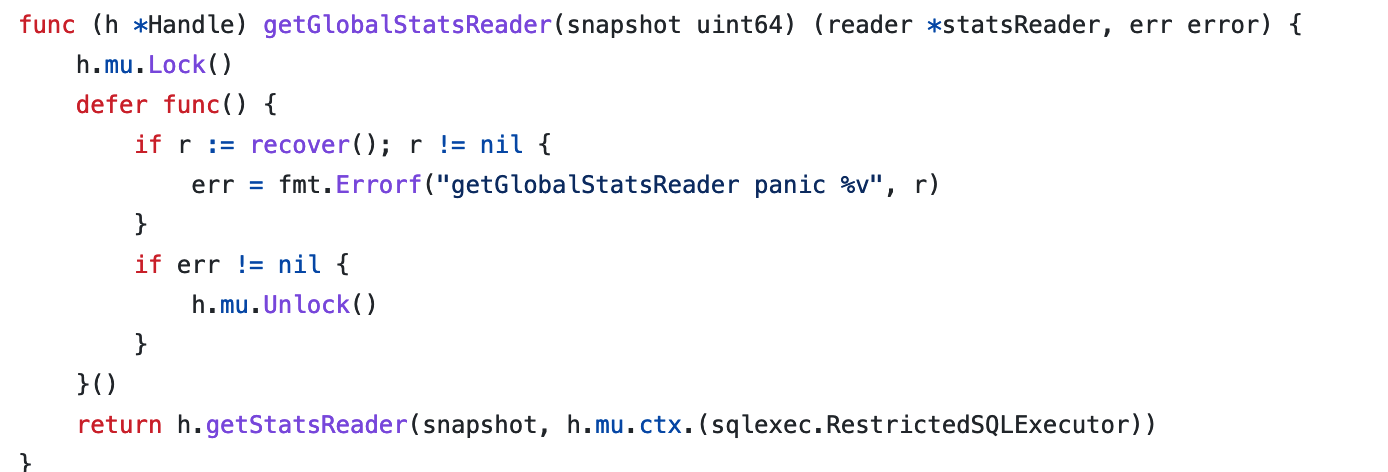 func (h *Handle) getGlobalStatsReader(snapshot uint64) (reader *statsReader, err error) {
    h.mu.Lock()
    defer func() {
        if r := recover(); r != nil {
            err = fmt.Errorf("getGlobalStatsReader panic %v", r)
        }
        if err != nil {
            h.mu.Unlock()
        }
    }()
    return h.getStatsReader(snapshot, h.mu.ctx.(sqlexec.RestrictedSQLExecutor))
}